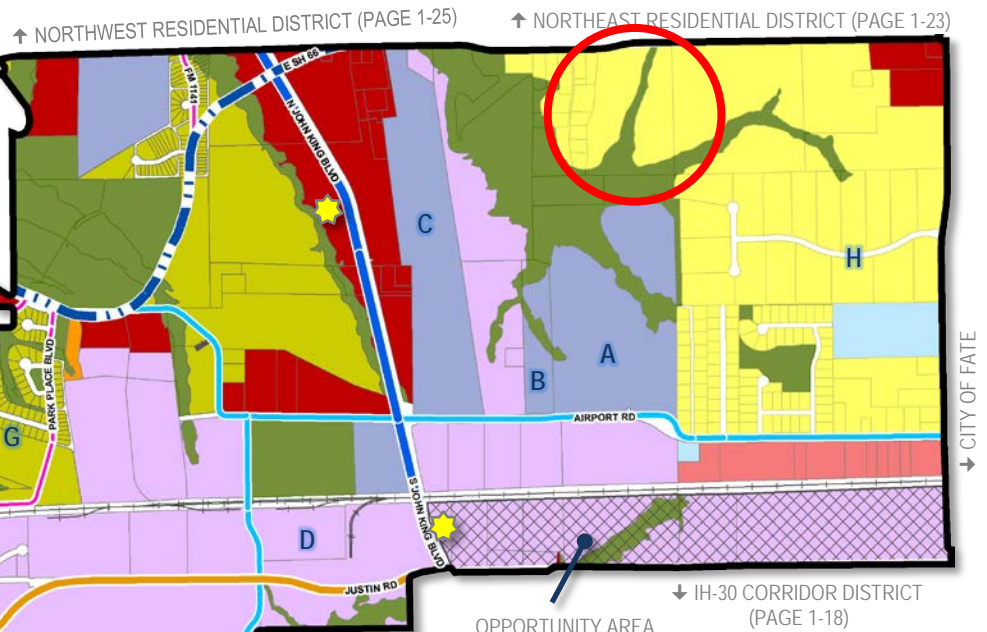 ↑ NORTHWEST RESIDENTIAL DISTRICT (PAGE 1-25)
↑ NORTHEAST RESIDENTIAL DISTRICT (PAGE 1-23)
E SH 66
FM 1141
N JOHN KING BLVD
C
H
A
B
PARK PLACE BLVD
G
AIRPORT RD
↓ CITY OF FATE
S JOHN KING BLVD
D
JUSTIN RD
↓ IH-30 CORRIDOR DISTRICT
(PAGE 1-18)
OPPORTUNITY AREA